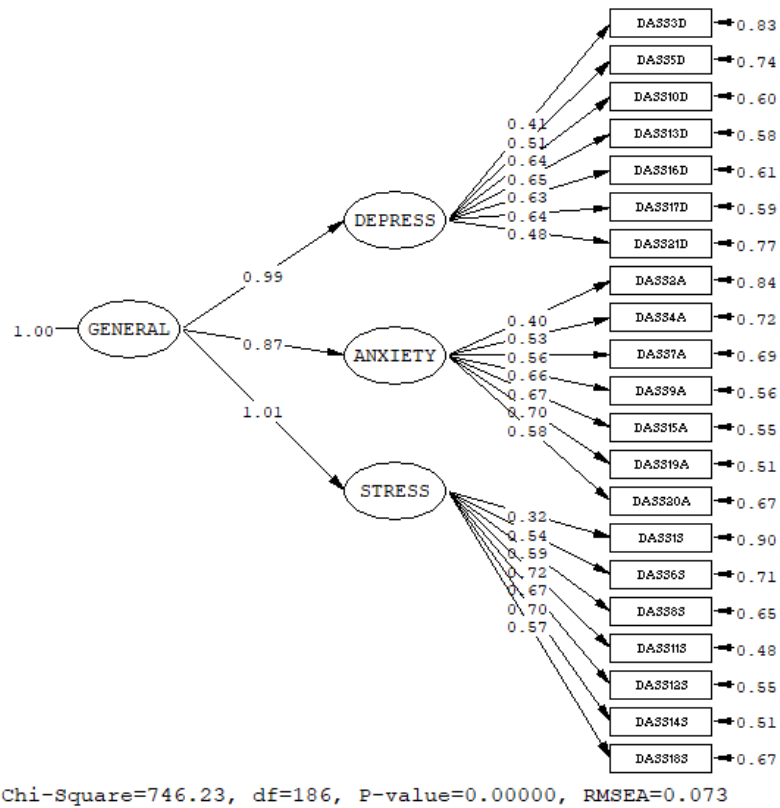 DASS3D 0.83
DASS5D 0.74
DASS10D 0.60
0.41
DASS13D 0.58
0.51
0.64
DASS16D 0.61
0.65
0.63
DASS17D 0.59
DEPRESS
0.64
0.48
DASS21D 0.77
0.99
DASS2A 0.84
0.40
DASS4A 0.72
1.00 GENERAL
0.53
0.87
ANXIETY
0.56
DASS7A 0.69
0.66
DASS9A 0.56
0.67
1.01
0.70
DASS15A 0.55
0.58
DASS19A 0.51
STRESS
DASS20A 0.67
0.32
0.54
DASS1S 0.90
0.59
0.72
DASS6S 0.71
0.67
0.70
DASS8S 0.65
0.57
DASS11S 0.48
DASS12S 0.55
DASS14S 0.51
DASS18S 0.67
Chi-Square=746.23, df=186, P-value=0.00000, RMSEA=0.073